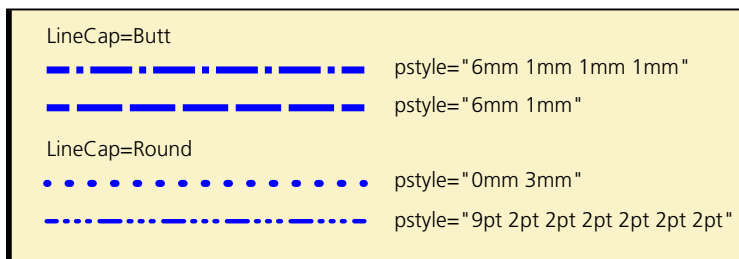 LineCap=Butt
pstyle="6mm 1mm 1mm 1mm"
pstyle="6mm 1mm"
LineCap=Round
pstyle="0mm 3mm"
pstyle="9pt 2pt 2pt 2pt 2pt 2pt 2pt"